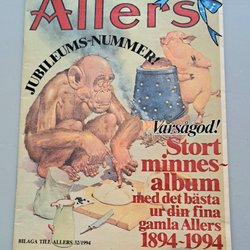 Allers
JUBILEUMS-NUMMER!
Varsågod!
Stort
minnes-
album
med det bästa
ur din fina
gamla Allers
1894-1994
BILAGA TILL ALLERS 32/1994